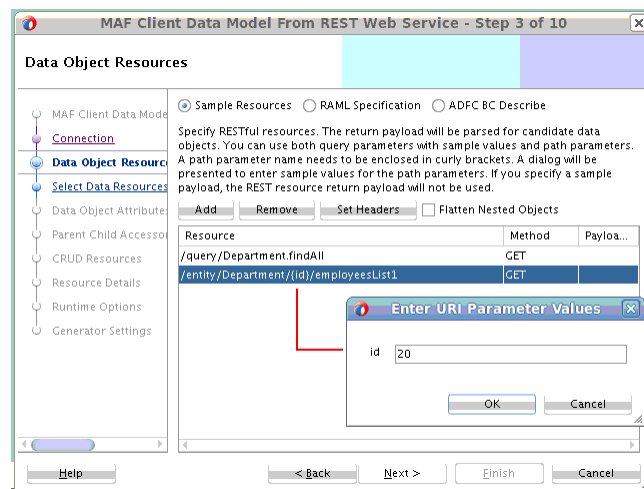 MAF Client Data Model From REST Web Service - Step 3 of 10
Data Object Resources
MAF Client Data Mode
Connection
Data Object Resourc
Select Data Resources
Data Object Attribute
Parent Child Accesso
CRUD Resources
Resource Details
Runtime Options
Generator Settings
Sample Resources RAML Specification ADFC BC Describe
Specify RESTful resources. The return payload will be parsed for candidate data
objects. You can use both query parameters with sample values and path parameters.
A path parameter name needs to be enclosed in curly brackets. A dialog will be
presented to enter sample values for the path parameters. If you specify a sample
payload, the REST resource return payload will not be used.
Add Remove Set Headers Flatten Nested Objects
Resource Method Payloa...
/query/Department.findAll GET
/entity/Department/{id}/employeesList1 GET
Enter URI Parameter Values
id 20
OK Cancel
Help < Back Next > Finish Cancel